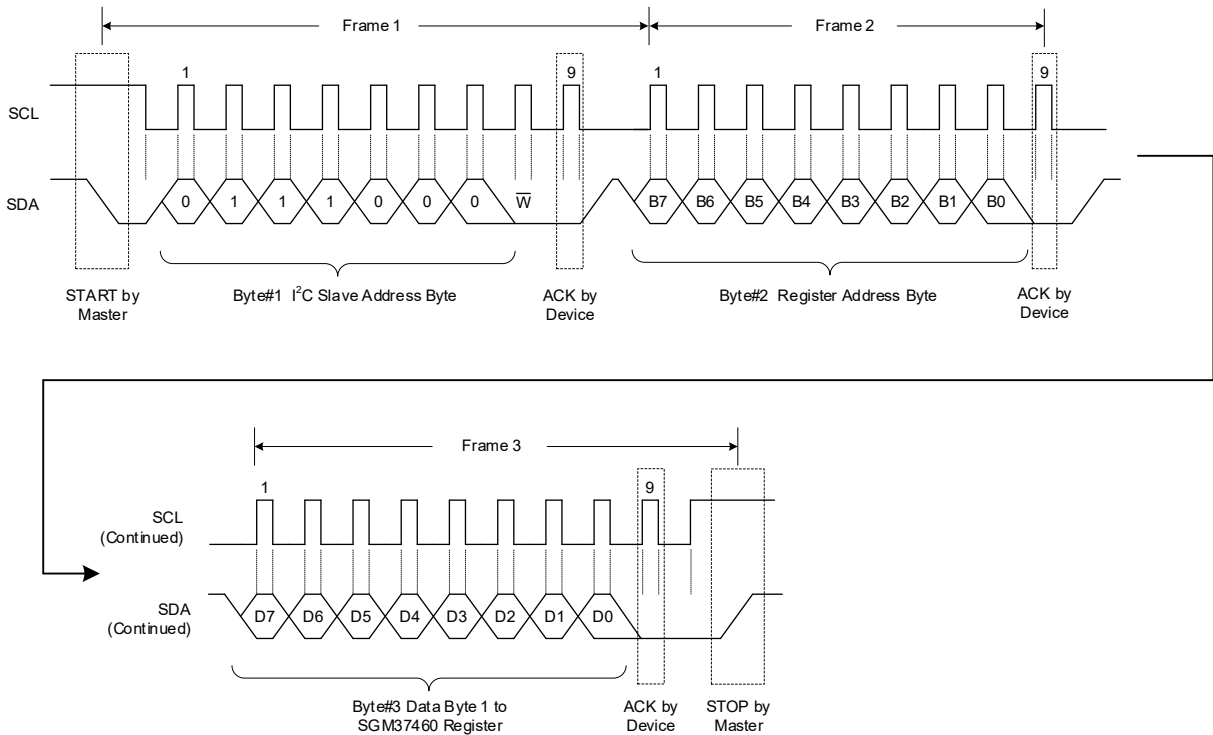 Frame 1
Frame 2
1
9
1
9
SCL
SDA
0
1
1
1
0
0
0
W̅
B7
B6
B5
B4
B3
B2
B1
B0
START by
Master
Byte#1 I²C Slave Address Byte
ACK by
Device
Byte#2 Register Address Byte
ACK by
Device
Frame 3
1
9
SCL
(Continued)
SDA
(Continued)
D7
D6
D5
D4
D3
D2
D1
D0
Byte#3 Data Byte 1 to
SGM37460 Register
ACK by
Device
STOP by
Master